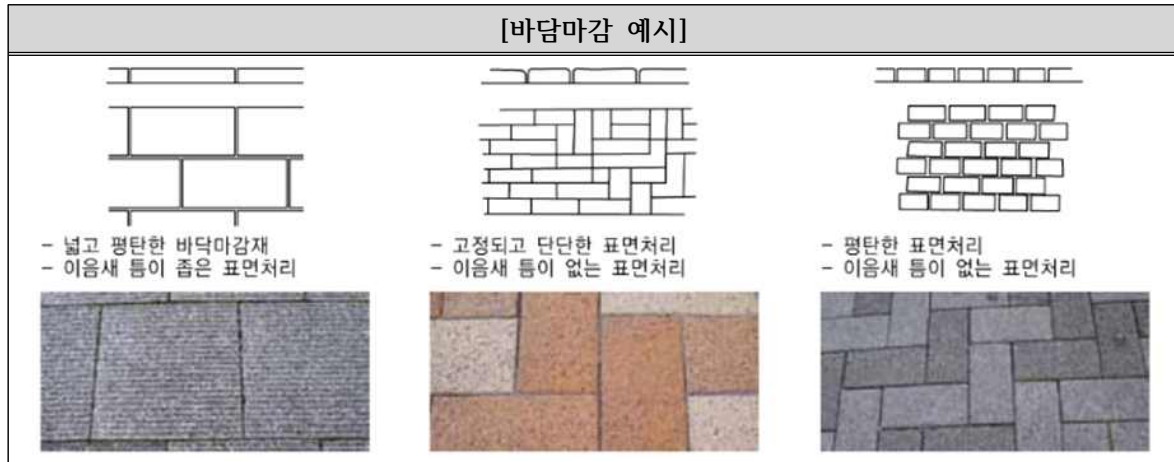 [바담마감 예시]
- 넓고 평탄한 바닥마감재
- 이음새 틈이 좁은 표면처리
- 고정되고 단단한 표면처리
- 이음새 틈이 없는 표면처리
- 평탄한 표면처리
- 이음새 틈이 없는 표면처리